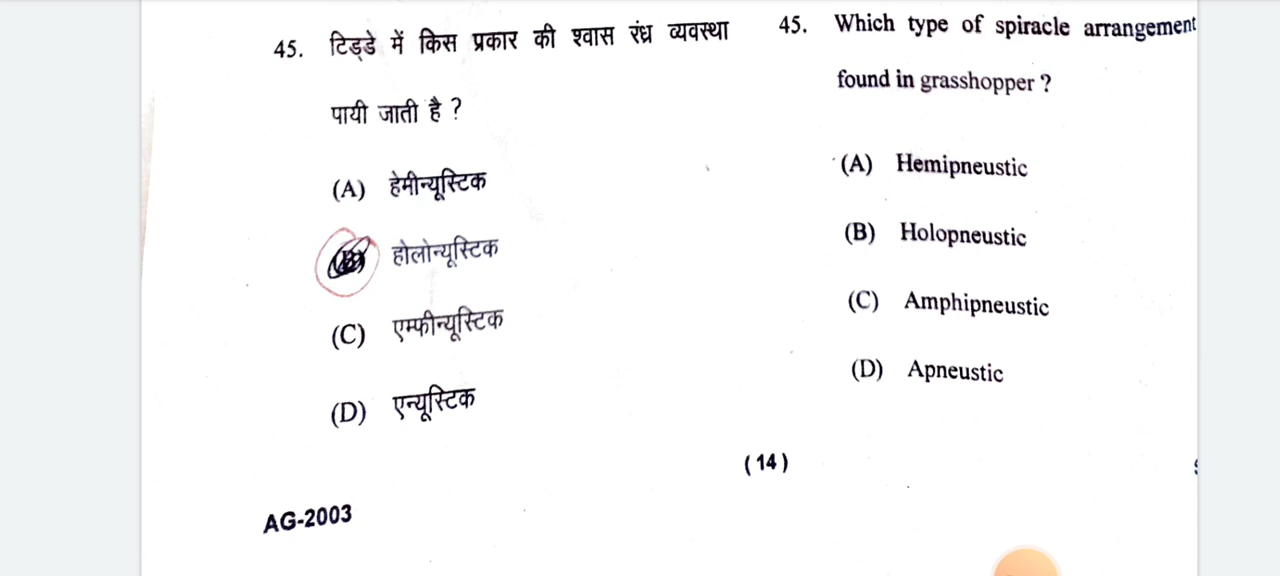 45. टिड्डे में किस प्रकार की श्वास रंध्र व्यवस्था
पायी जाती है ?
(A) हेमीन्यूस्टिक
(B) होलोन्यूस्टिक
(C) एम्फीन्यूस्टिक
(D) एन्यूस्टिक
45. Which type of spiracle arrangement
found in grasshopper ?
(A) Hemipneustic
(B) Holopneustic
(C) Amphipneustic
(D) Apneustic
(14)
AG-2003